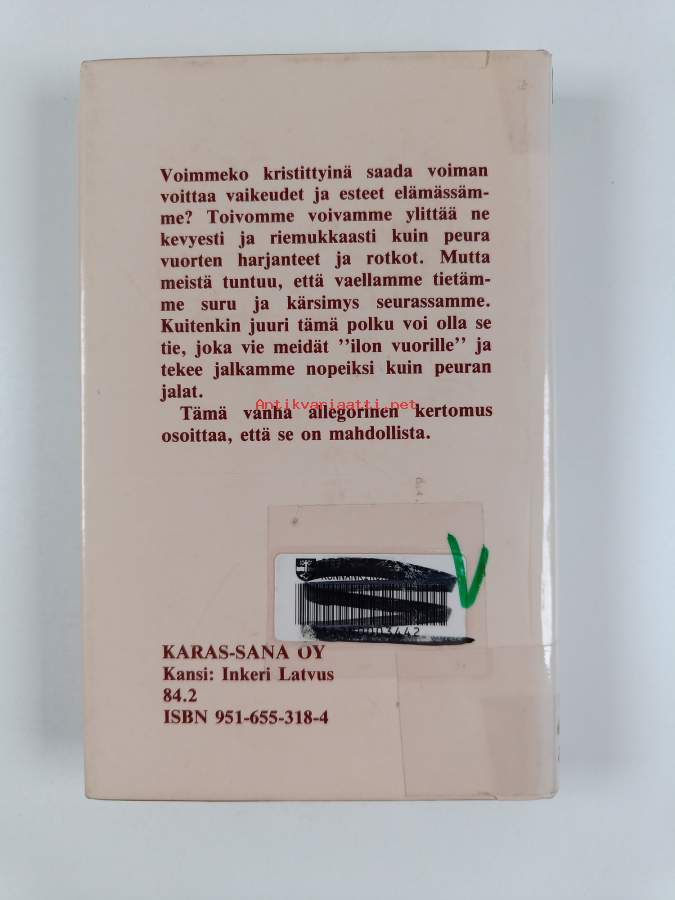 Voimmeko kristittyinä saada voiman
voittaa vaikeudet ja esteet elämässäm-
me? Toivomme voivamme ylittää ne
kevyesti ja riemukkaasti kuin peura
vuorten harjanteet ja rotkot. Mutta
meistä tuntuu, että vaellamme tietäm-
me suru ja kärsimys seurassamme.
Kuitenkin juuri tämä polku voi olla se
tie, joka vie meidät ”ilon vuorille” ja
tekee jalkamme nopeiksi kuin peuran
jalat.
Antikvariaatti.net
Tämä vanha allegorinen kertomus
osoittaa, että se on mahdollista.
V
KARAS-SANA OY
Kansi: Inkeri Latvus
84.2
ISBN 951-655-318-4